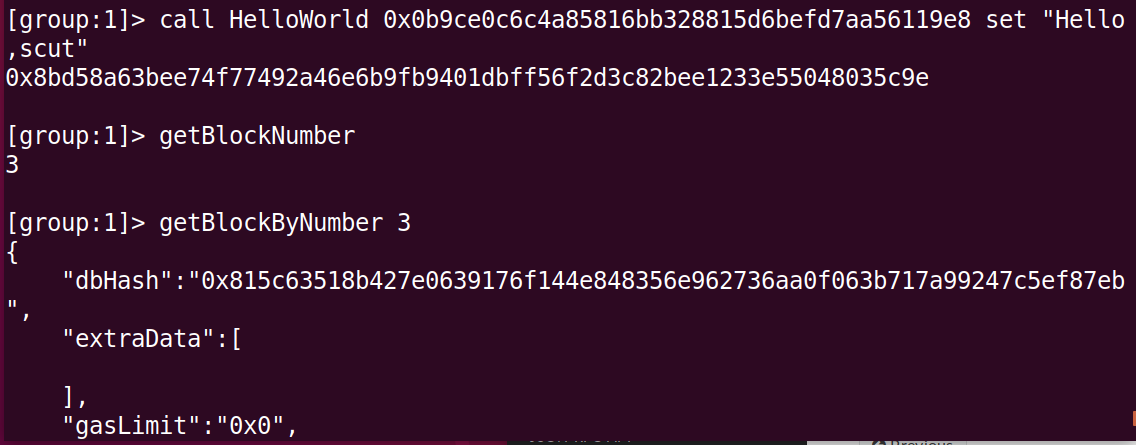 [group:1]> call HelloWorld 0x0b9ce0c6c4a85816bb328815d6befd7aa56119e8 set "Hello
,scut"
0x8bd58a63bee74f77492a46e6b9fb9401dbff56f2d3c82bee1233e55048035c9e
[group:1]> getBlockNumber
3
[group:1]> getBlockByNumber 3
{
"dbHash":"0x815c63518b427e0639176f144e848356e962736aa0f063b717a99247c5ef87eb
",
"extraData":[
],
"gasLimit":"0x0",